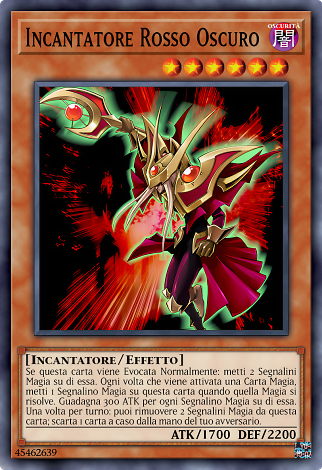 Incantatore Rosso Oscuro
OSCURITÀ
闇
[Incantatore/Effetto]
Se questa carta viene Evocata Normalmente: metti 2 Segnalini
Magia su di essa. Ogni volta che viene attivata una Carta Magia,
metti 1 Segnalino Magia su questa carta quando quella Magia si
risolve. Guadagna 300 ATK per ogni Segnalino Magia su di essa.
Una volta per turno: puoi rimuovere 2 Segnalini Magia da questa
carta; scarta 1 carta a caso dalla mano del tuo avversario.
ATK/1700 DEF/2200
45462639